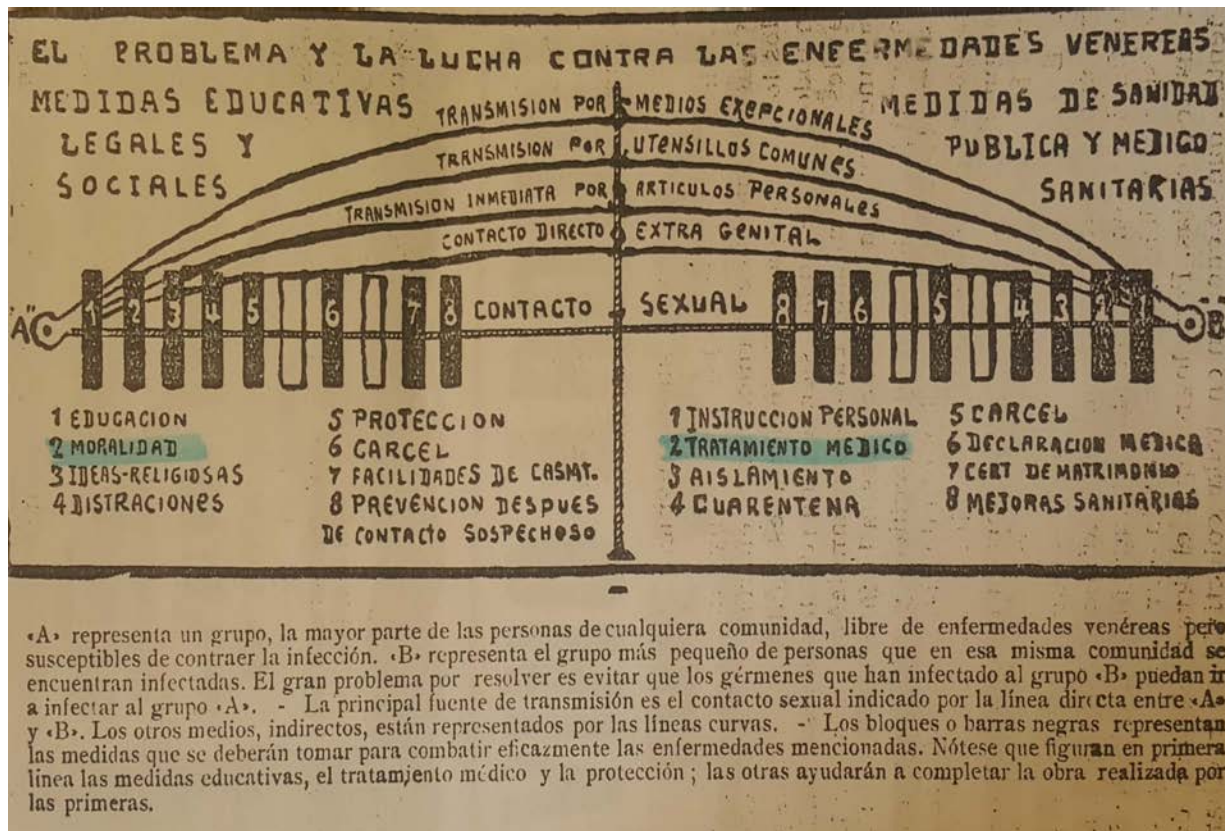 EL PROBLEMA Y LA LUCHA CONTRA LAS ENFERMEDADES VENEREAS
MEDIDAS EDUCATIVAS
LEGALES Y
SOCIALES
MEDIDAS DE SANIDAD
PUBLICA Y MEDICO
SANITARIAS
TRANSMISION POR MEDIOS EXEPCIONALES
TRANSMISION POR UTENSILLOS COMUNES
TRANSMISION INMEDIATA POR ARTICULOS PERSONALES
CONTACTO DIRECTO EXTRA GENITAL
"A" 1 2 3 4 5 6 7 8 CONTACTO SEXUAL 8 7 6 5 4 3 2 1 "B"
1 EDUCACION
2 MORALIDAD
3 IDEAS-RELIGIOSAS
4 DISTRACIONES
5 PROTECCION
6 CARCEL
7 FACILIDADES DE CASMT.
8 PREVENCION DESPUES
DE CONTACTO SOSPECHOSO
1 INSTRUCCION PERSONAL
2 TRATAMIENTO MEDICO
3 AISLAMIENTO
4 CUARENTENA
5 CARCEL
6 DECLARACION MEDICA
7 CERT DE MATRIMONIO
8 MEJORAS SANITARIAS
«A» representa un grupo, la mayor parte de las personas de cualquiera comunidad, libre de enfermedades venéreas pero
susceptibles de contraer la infección. «B» representa el grupo más pequeño de personas que en esa misma comunidad se
encuentran infectadas. El gran problema por resolver es evitar que los gérmenes que han infectado al grupo «B» puedan ir
a infectar al grupo «A». - La principal fuente de transmisión es el contacto sexual indicado por la línea directa entre «A»
y «B». Los otros medios, indirectos, están representados por las líneas curvas. - Los bloques o barras negras representan
las medidas que se deberán tomar para combatir eficazmente las enfermedades mencionadas. Nótese que figuran en primera
línea las medidas educativas, el tratamiento médico y la protección ; las otras ayudarán a completar la obra realizada por
las primeras.